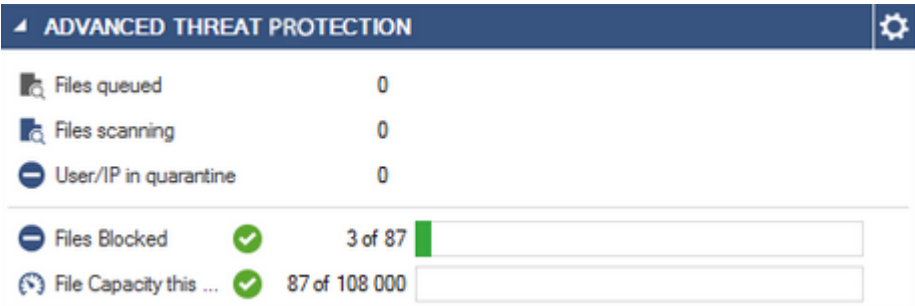 ADVANCED THREAT PROTECTION
Files queued 0
Files scanning 0
User/IP in quarantine 0
Files Blocked 3 of 87
File Capacity this ... 87 of 108 000